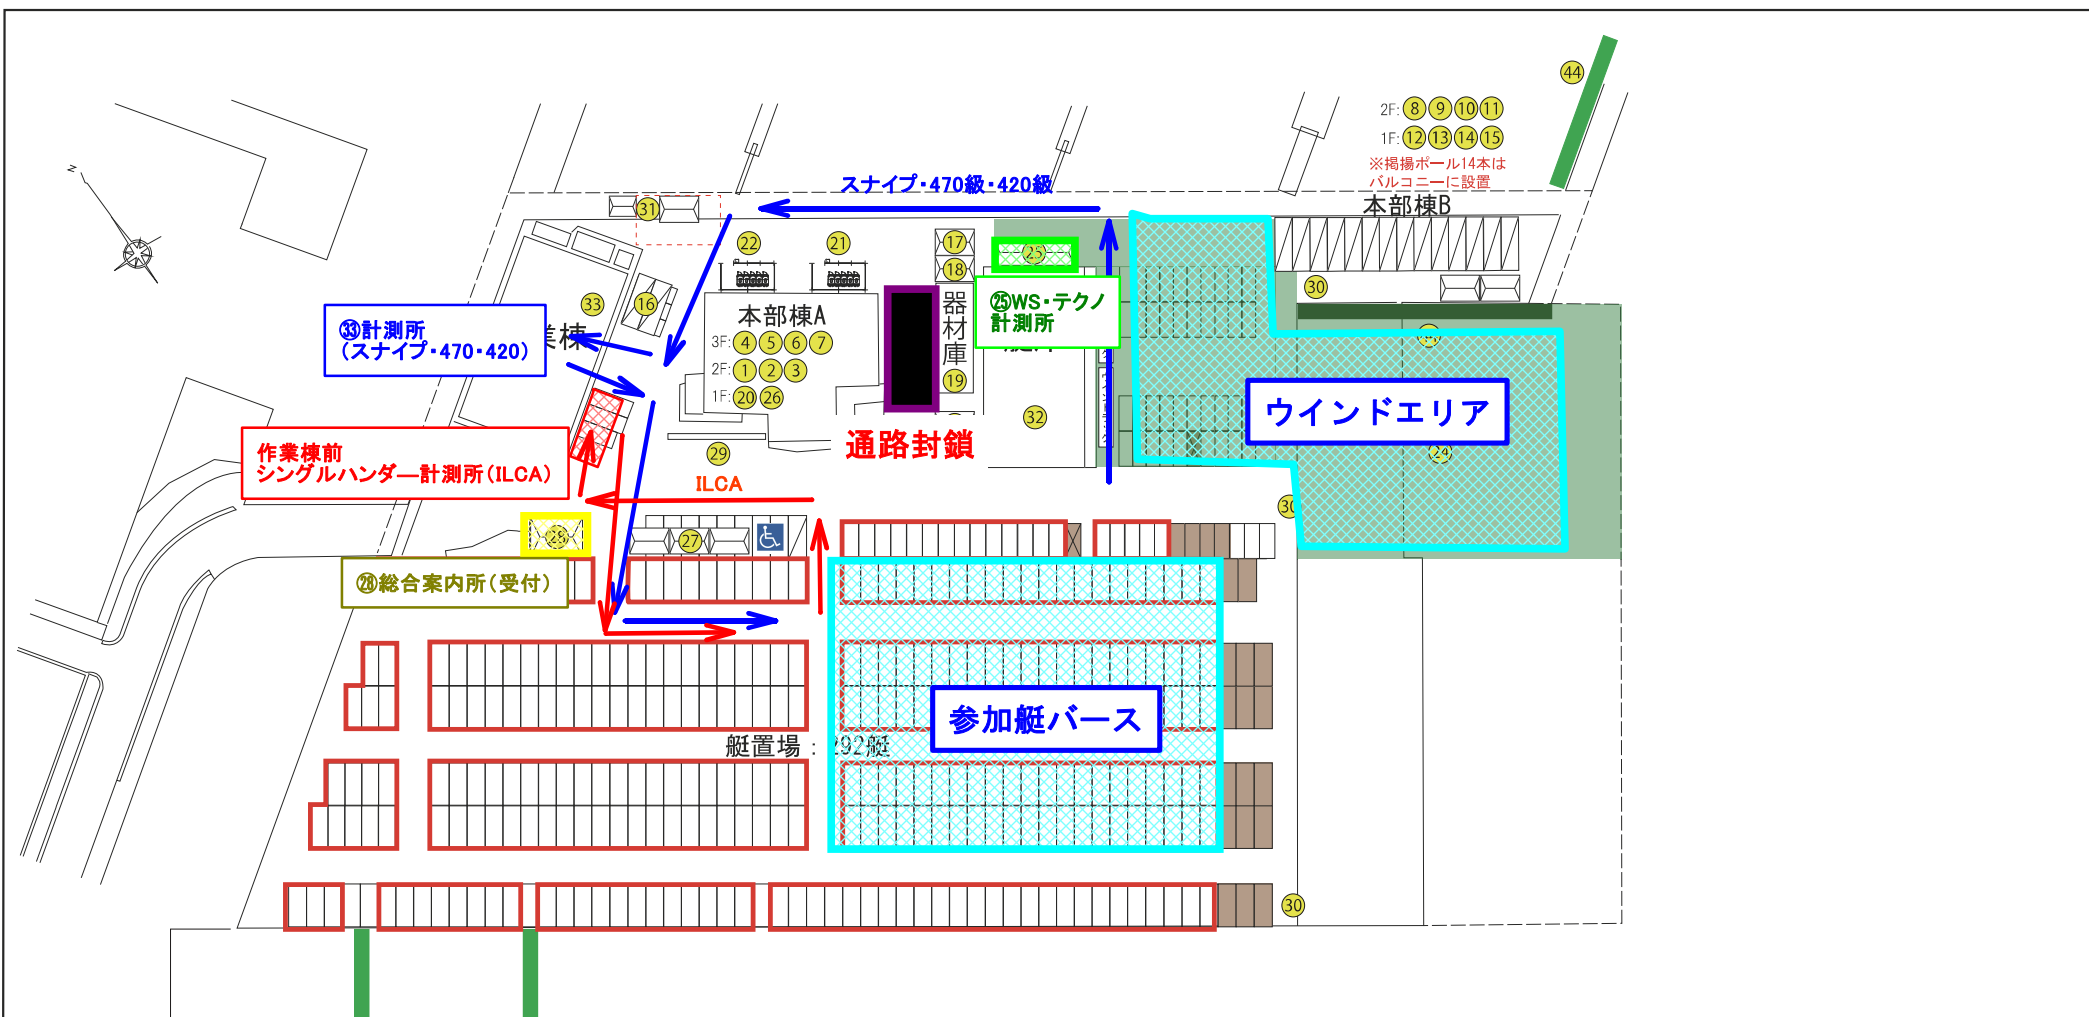 44
2F: 8 9 10 11
1F: 12 13 14 15
※掲揚ポール14本は
バルコニーに設置
本部棟B
スナイプ・470級・420級
N
31
22
21
17
18
25
33
16
30
㉝計測所
(スナイプ・470・420)
業棟
本部棟A
3F: 4 5 6 7
2F: 1 2 3
1F: 20 26
器材庫
19
㉕WS・テクノ
計測所
32
ウインドエリア
24
作業棟前
シングルハンダ―計測所(ILCA)
通路封鎖
29
ILCA
30
28
27
㉘総合案内所(受付)
参加艇バース
艇置場：292艇
30